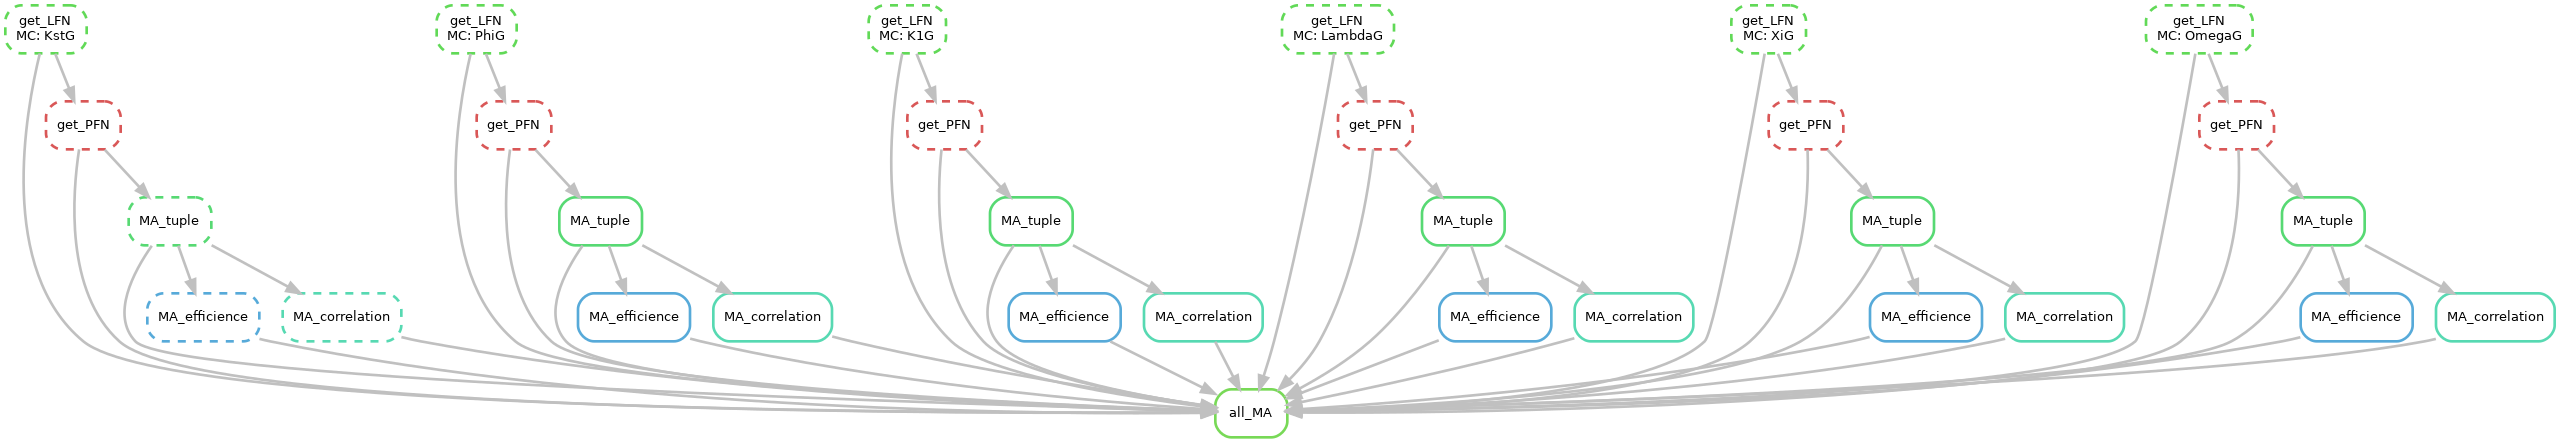 get_LFN
MC: KstG
get_LFN
MC: PhiG
get_LFN
MC: K1G
get_LFN
MC: LambdaG
get_LFN
MC: XiG
get_LFN
MC: OmegaG
get_PFN
get_PFN
get_PFN
get_PFN
get_PFN
get_PFN
MA_tuple
MA_tuple
MA_tuple
MA_tuple
MA_tuple
MA_tuple
MA_efficience
MA_correlation
MA_efficience
MA_correlation
MA_efficience
MA_correlation
MA_efficience
MA_correlation
MA_efficience
MA_correlation
MA_efficience
MA_correlation
all_MA